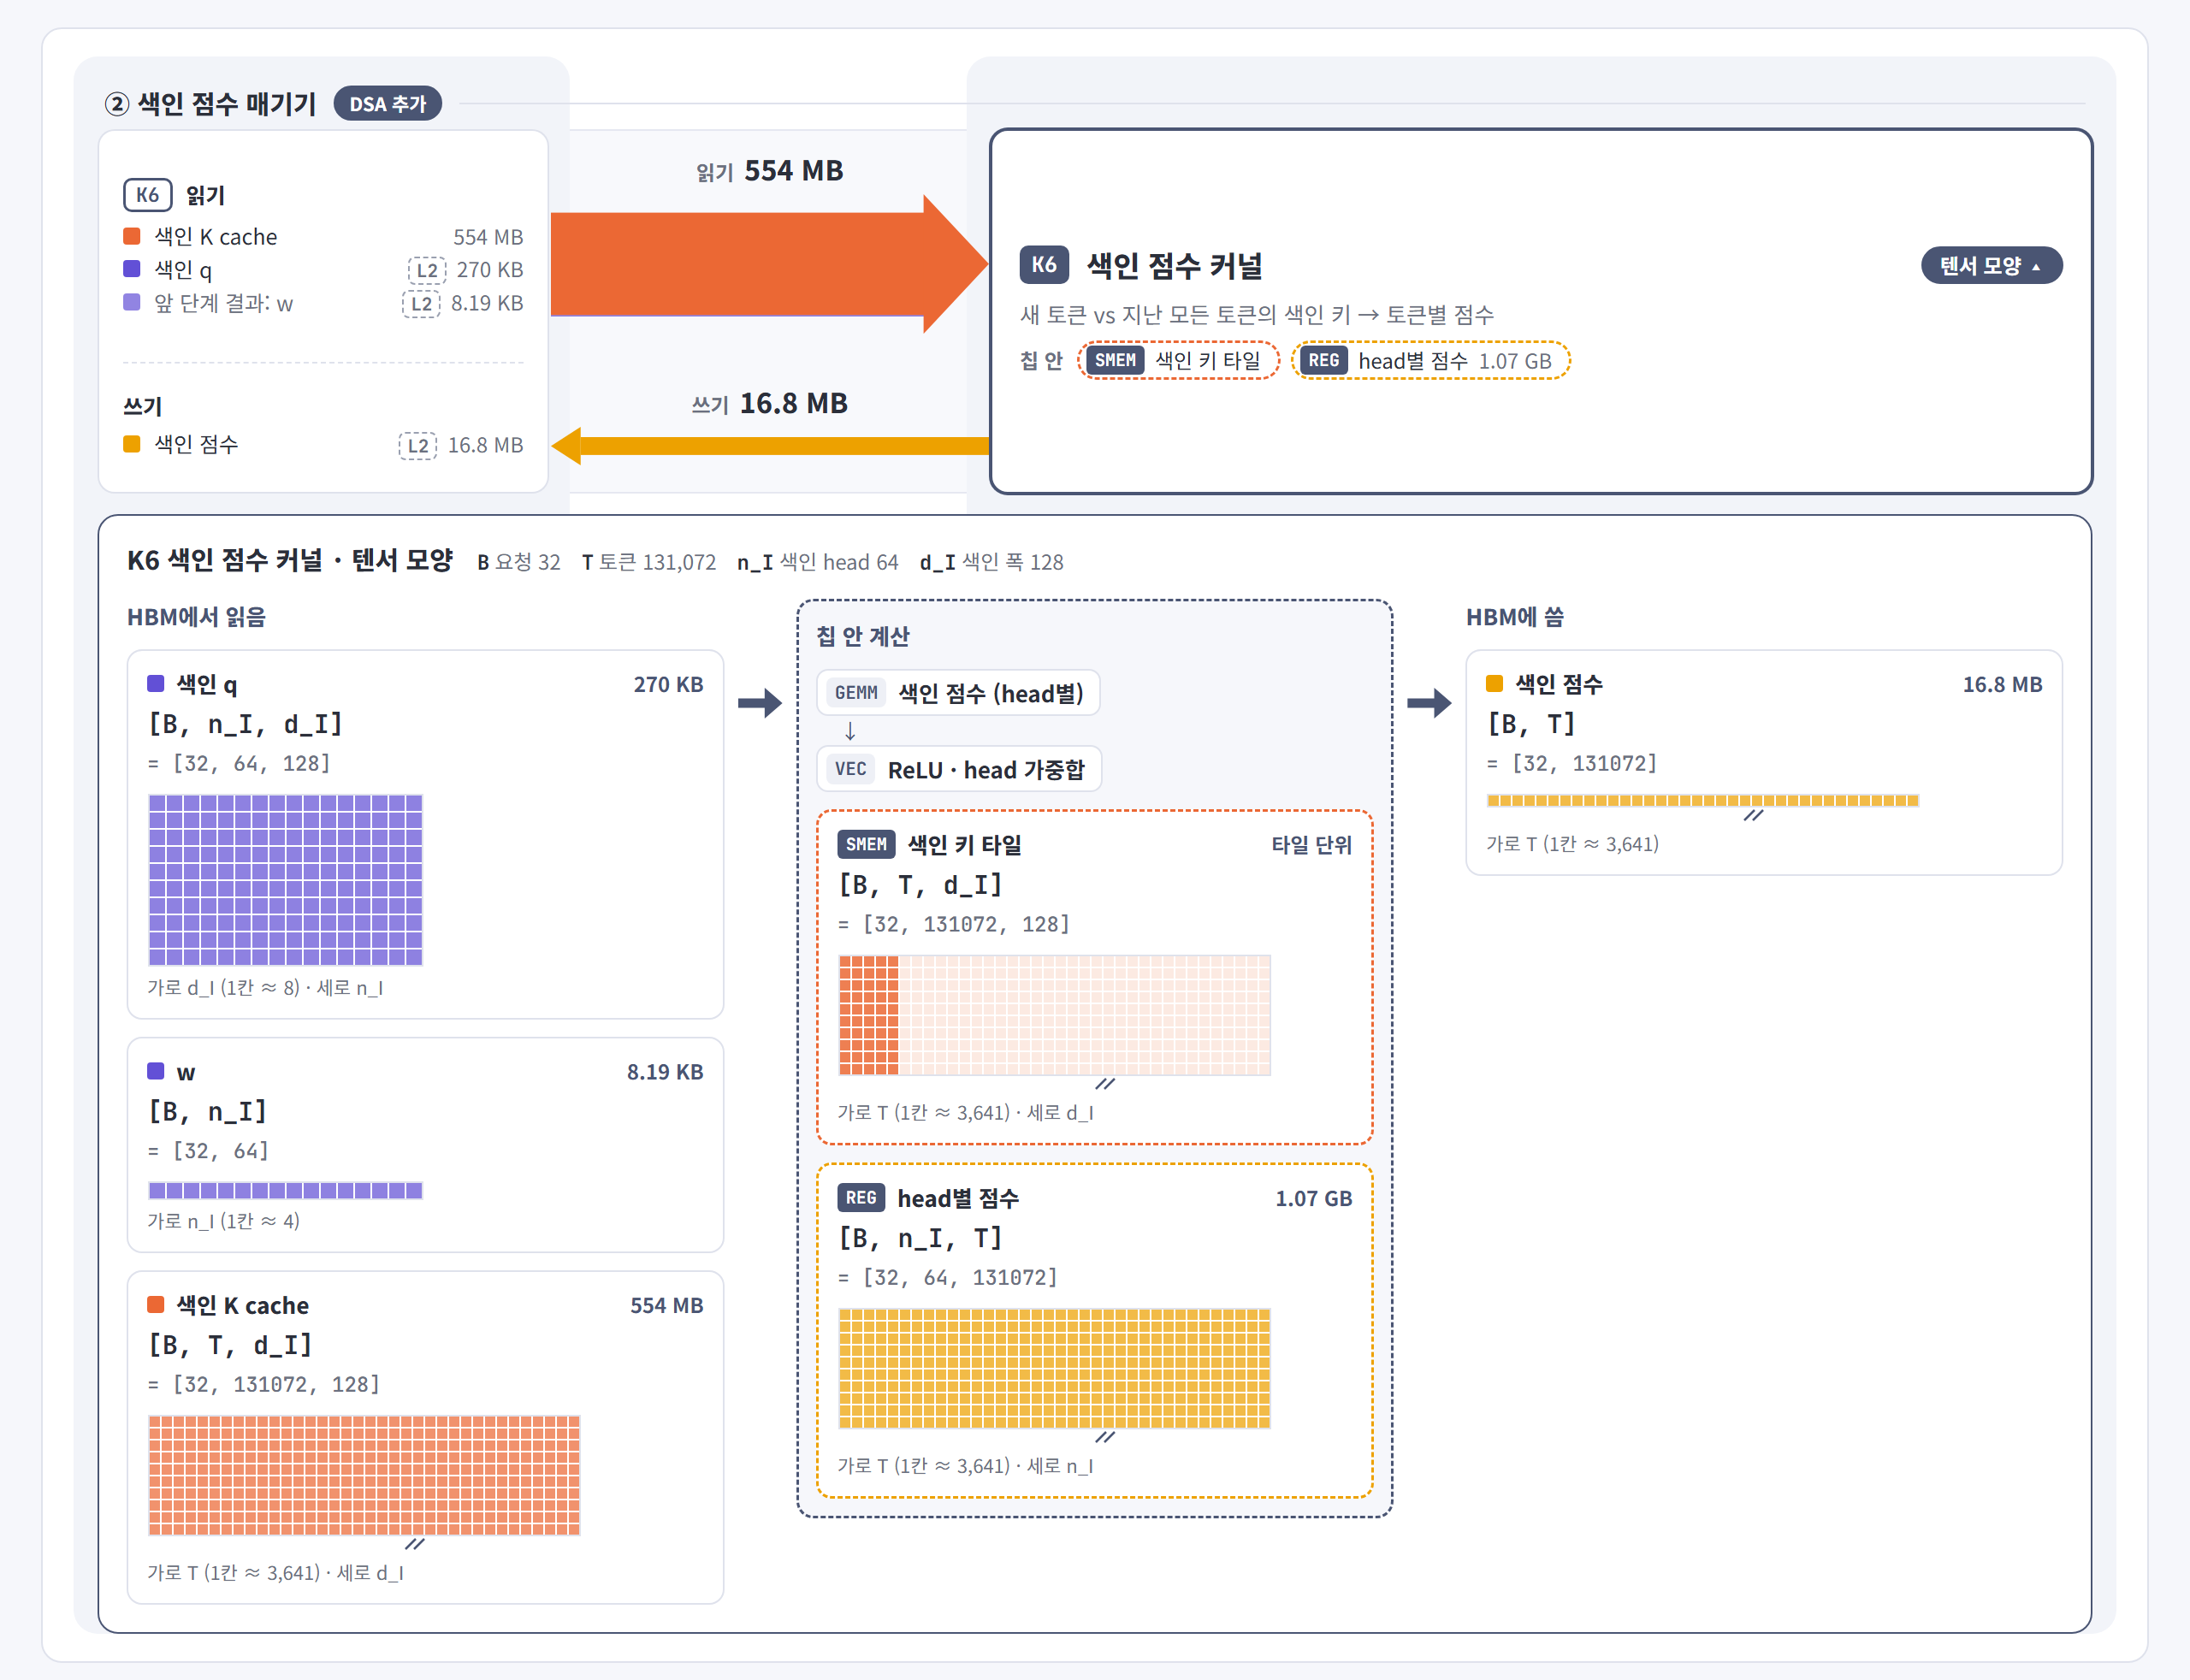 ② 색인 점수 매기기 DSA 추가
K6 읽기
색인 K cache 554 MB
색인 q L2 270 KB
앞 단계 결과: w L2 8.19 KB
쓰기
색인 점수 L2 16.8 MB
읽기 554 MB
쓰기 16.8 MB
K6 색인 점수 커널 텐서 모양 ▲
새 토큰 vs 지난 모든 토큰의 색인 키 → 토큰별 점수
칩 안 SMEM 색인 키 타일 REG head별 점수 1.07 GB
K6 색인 점수 커널 · 텐서 모양 B 요청 32 T 토큰 131,072 n_I 색인 head 64 d_I 색인 폭 128
HBM에서 읽음
색인 q 270 KB
[B, n_I, d_I]
= [32, 64, 128]
가로 d_I (1칸 ≈ 8) · 세로 n_I
w 8.19 KB
[B, n_I]
= [32, 64]
가로 n_I (1칸 ≈ 4)
색인 K cache 554 MB
[B, T, d_I]
= [32, 131072, 128]
가로 T (1칸 ≈ 3,641) · 세로 d_I
칩 안 계산
GEMM 색인 점수 (head별)
↓
VEC ReLU · head 가중합
SMEM 색인 키 타일 타일 단위
[B, T, d_I]
= [32, 131072, 128]
가로 T (1칸 ≈ 3,641) · 세로 d_I
REG head별 점수 1.07 GB
[B, n_I, T]
= [32, 64, 131072]
가로 T (1칸 ≈ 3,641) · 세로 n_I
HBM에 씀
색인 점수 16.8 MB
[B, T]
= [32, 131072]
가로 T (1칸 ≈ 3,641)